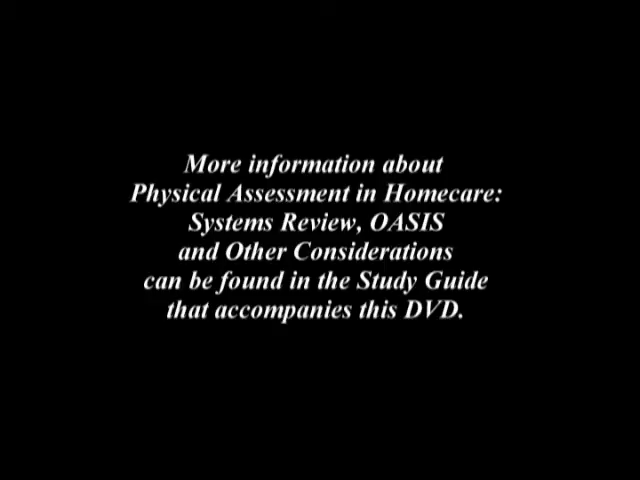 More information about
Physical Assessment in Homecare:
Systems Review, OASIS
and Other Considerations
can be found in the Study Guide
that accompanies this DVD.